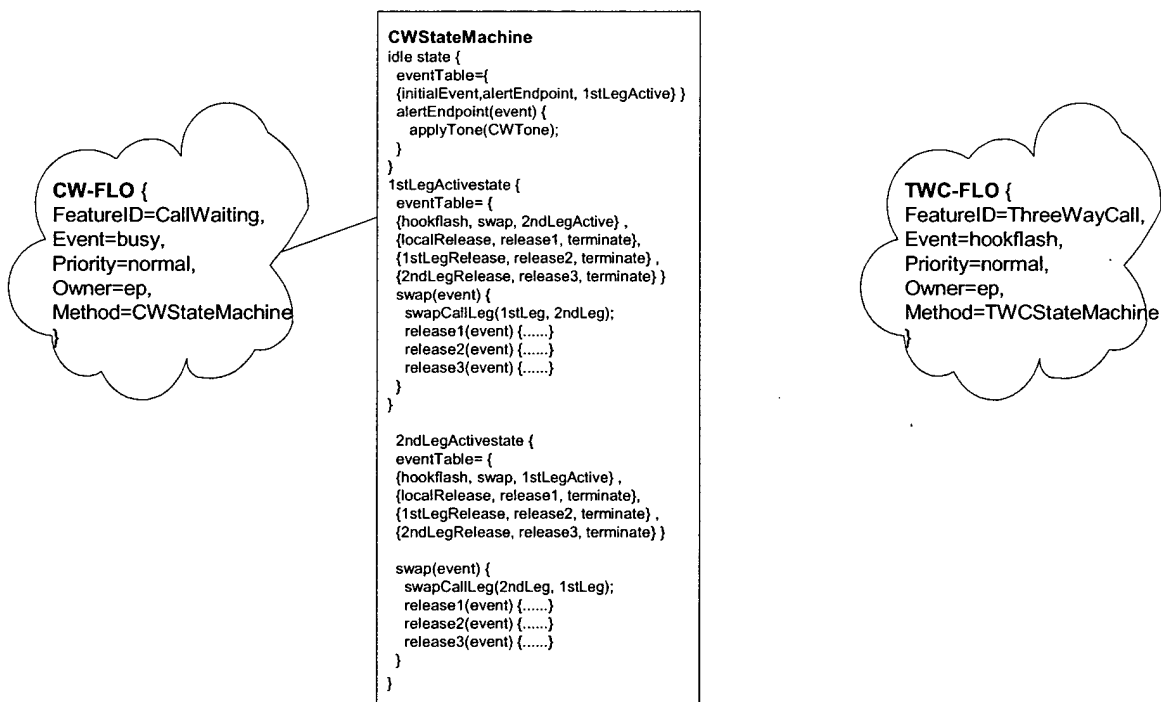 CW-FLO {
FeatureID=CallWaiting,
Event=busy,
Priority=normal,
Owner=ep,
Method=CWStateMachine
}
CWStateMachine
idle state {
eventTable={
{initialEvent,alertEndpoint, 1stLegActive} }
alertEndpoint(event) {
applyTone(CWTone);
}
}
1stLegActivestate {
eventTable= {
{hookflash, swap, 2ndLegActive} ,
{localRelease, release1, terminate},
{1stLegRelease, release2, terminate} ,
{2ndLegRelease, release3, terminate} }
swap(event) {
swapCallLeg(1stLeg, 2ndLeg);
release1(event) {......}
release2(event) {......}
release3(event) {......}
}
}
2ndLegActivestate {
eventTable= {
{hookflash, swap, 1stLegActive} ,
{localRelease, release1, terminate},
{1stLegRelease, release2, terminate} ,
{2ndLegRelease, release3, terminate} }
swap(event) {
swapCallLeg(2ndLeg, 1stLeg);
release1(event) {......}
release2(event) {......}
release3(event) {......}
}
}
TWC-FLO {
FeatureID=ThreeWayCall,
Event=hookflash,
Priority=normal,
Owner=ep,
Method=TWCStateMachine
}